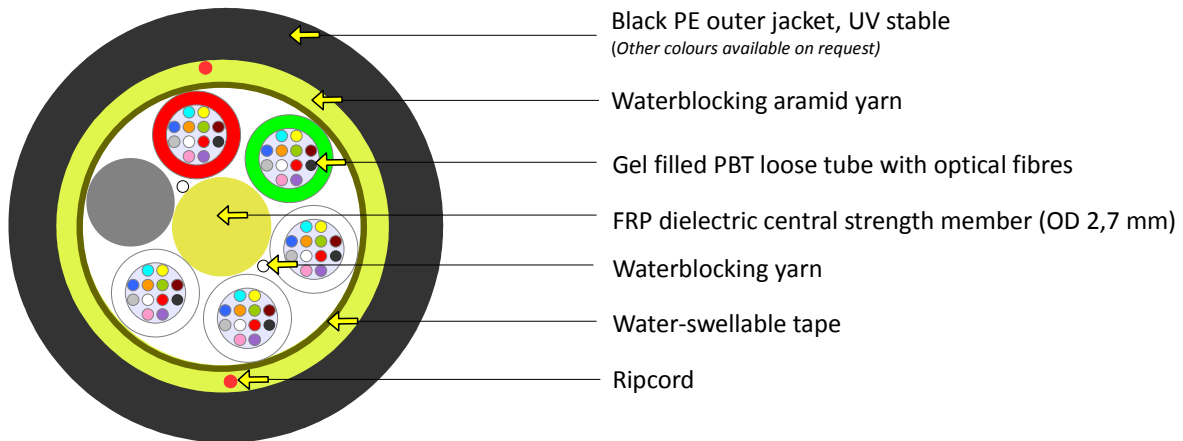 Black PE outer jacket, UV stable
(Other colours available on request)
Waterblocking aramid yarn
Gel filled PBT loose tube with optical fibres
FRP dielectric central strength member (OD 2,7 mm)
Waterblocking yarn
Water-swellable tape
Ripcord